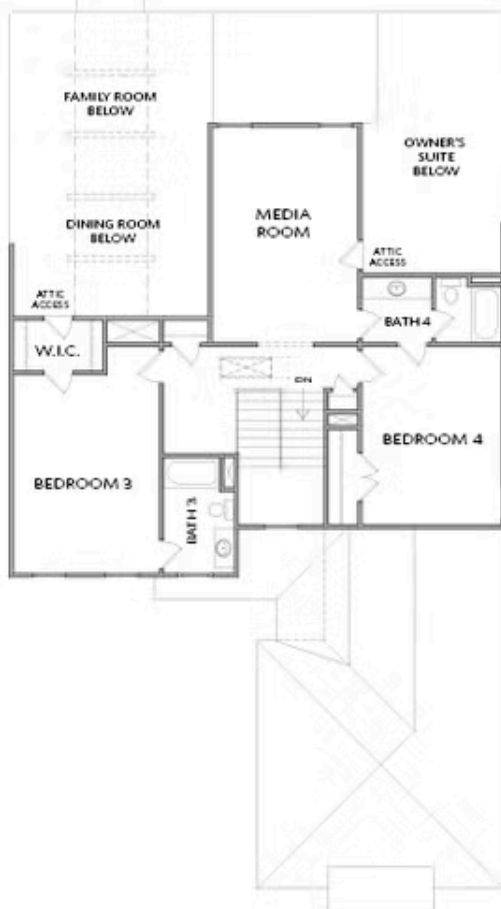 FAMILY ROOM
BELOW
OWNER'S
SUITE
BELOW
MEDIA
ROOM
DINING ROOM
BELOW
ATTIC
ACCESS
ATTIC
ACCESS
BATH 4
W.I.C.
DN
BEDROOM 4
BEDROOM 3
BATH 3